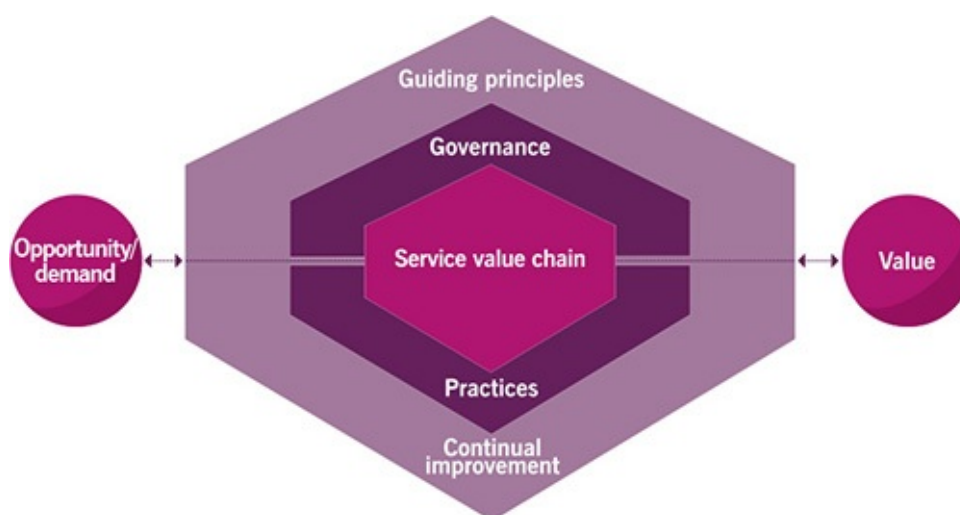 Guiding principles
Governance
Opportunity/
demand
Service value chain
Value
Practices
Continual
improvement